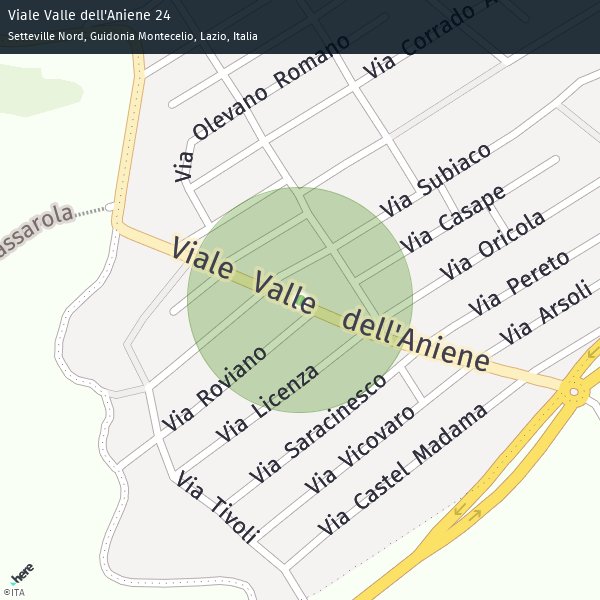 Viale Valle dell'Aniene 24
Setteville Nord, Guidonia Montecelio, Lazio, Italia
Via Corrado A
Via Olevano Romano
Via Subiaco
Via Casape
assarola
Via Oricola
Viale Valle dell'Aniene
Via Pereto
Via Arsoli
Via Roviano
Via Licenza
Via Saracinesco
Via Vicovaro
Via Castel Madama
Via Tivoli
here
©ITA